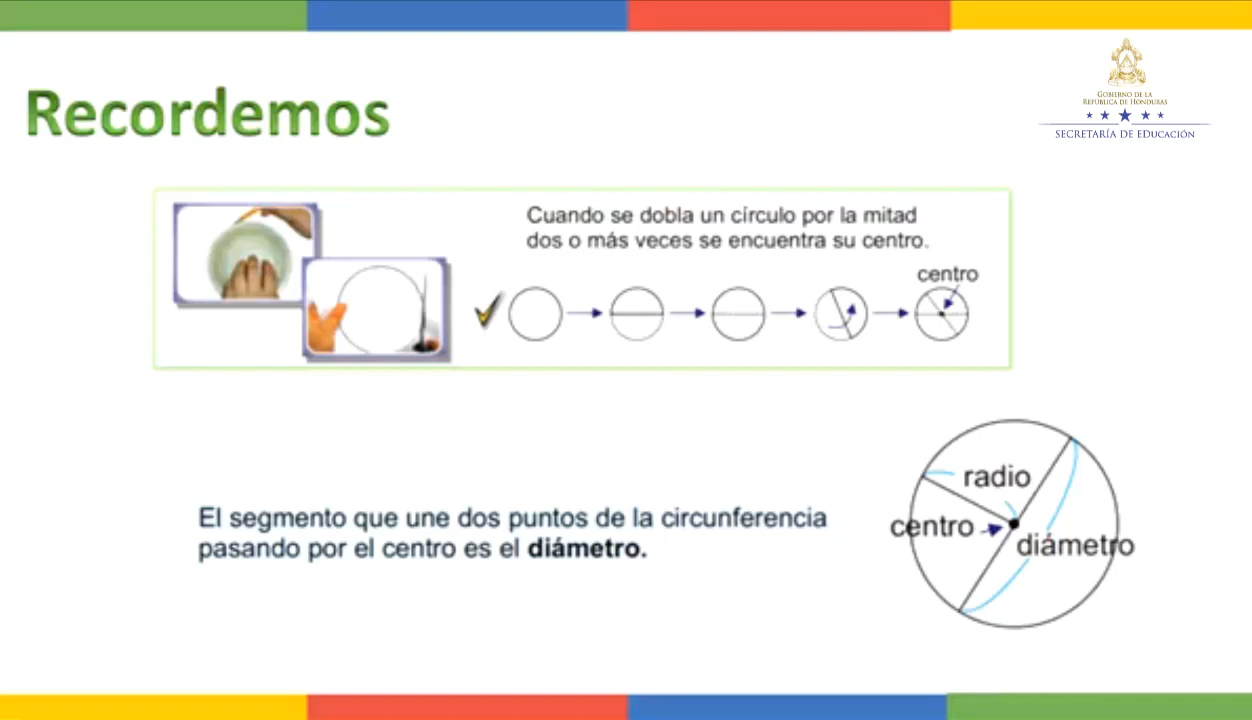 Recordemos
GOBIERNO DE LA
REPÚBLICA DE HONDURAS
SECRETARÍA DE EDUCACIÓN
Cuando se dobla un círculo por la mitad
dos o más veces se encuentra su centro.
centro
El segmento que une dos puntos de la circunferencia
pasando por el centro es el diámetro.
radio
centro
diámetro